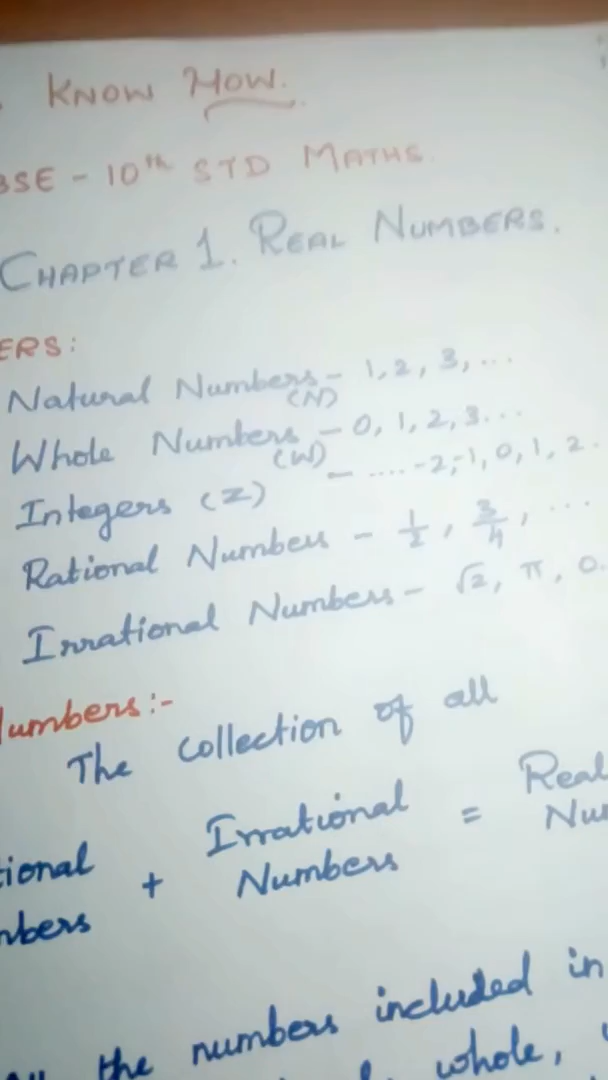 KNOW HOW.
BSE - 10th STD MATHS.
CHAPTER 1. REAL NUMBERS.
ERS:
Natural Numbers - 1, 2, 3, ...
(N)
Whole Numbers - 0, 1, 2, 3...
(W)
Integers (Z) - .... -2, -1, 0, 1, 2.
Rational Numbers - 1/2, 3/4, ...
Irrational Numbers - √2, π, 0.
Numbers:-
The collection of all
tional Numbers + Irrational Numbers = Real Nu
the numbers included in
whole,